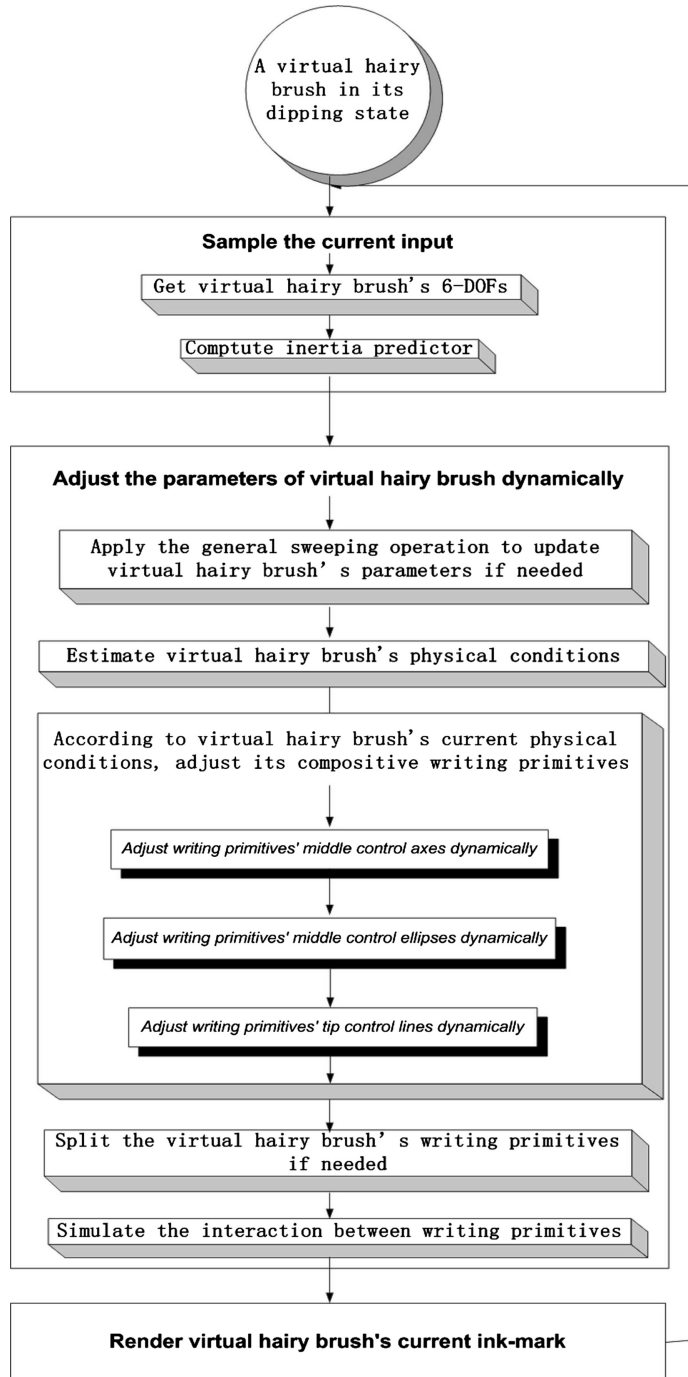 A virtual hairy
brush in its
dipping state
Sample the current input
Get virtual hairy brush's 6-DOFs
Comptute inertia predictor
Adjust the parameters of virtual hairy brush dynamically
Apply the general sweeping operation to update
virtual hairy brush's parameters if needed
Estimate virtual hairy brush's physical conditions
According to virtual hairy brush's current physical
conditions, adjust its compositive writing primitives
Adjust writing primitives' middle control axes dynamically
Adjust writing primitives' middle control ellipses dynamically
Adjust writing primitives' tip control lines dynamically
Split the virtual hairy brush's writing primitives
if needed
Simulate the interaction between writing primitives
Render virtual hairy brush's current ink-mark